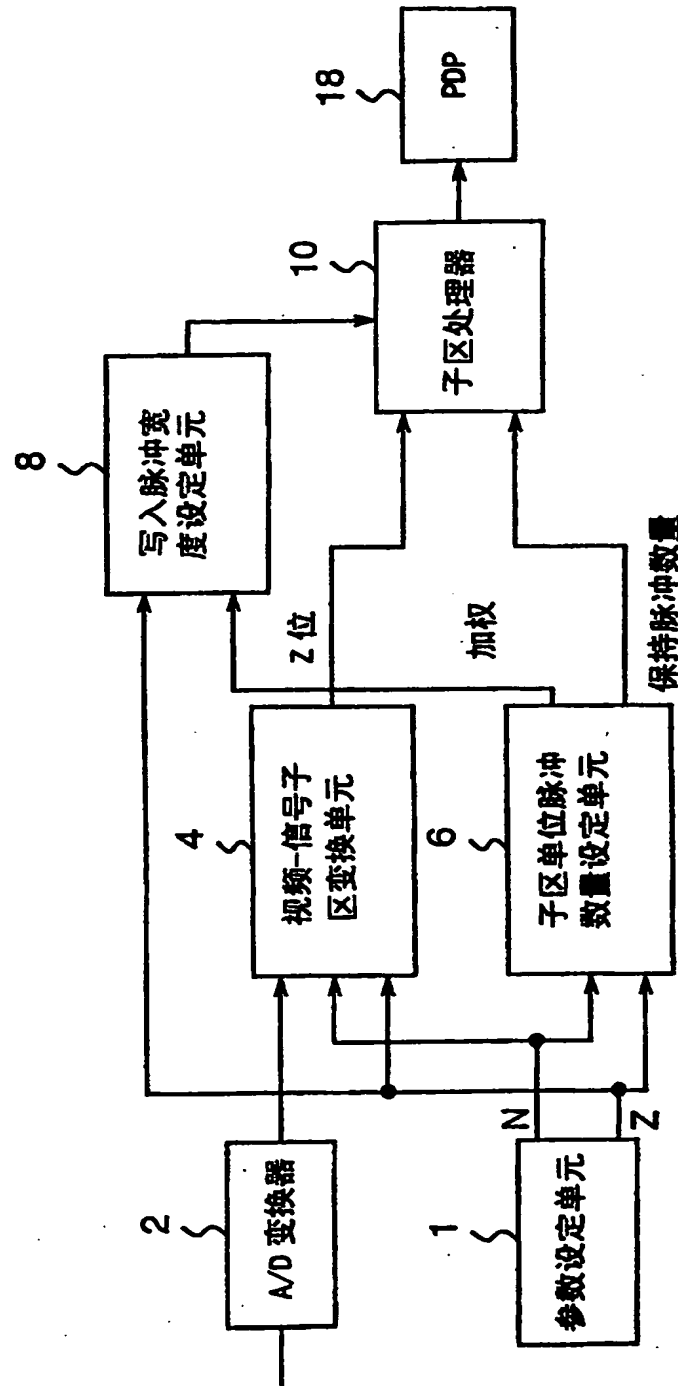 2
A/D 变换器
1
参数设定单元
N
Z
4
视频-信号子
区变换单元
6
子区单位脉冲
数量设定单元
8
写入脉冲宽
度设定单元
Z 位
加权
保持脉冲数量
10
子区处理器
18
PDP